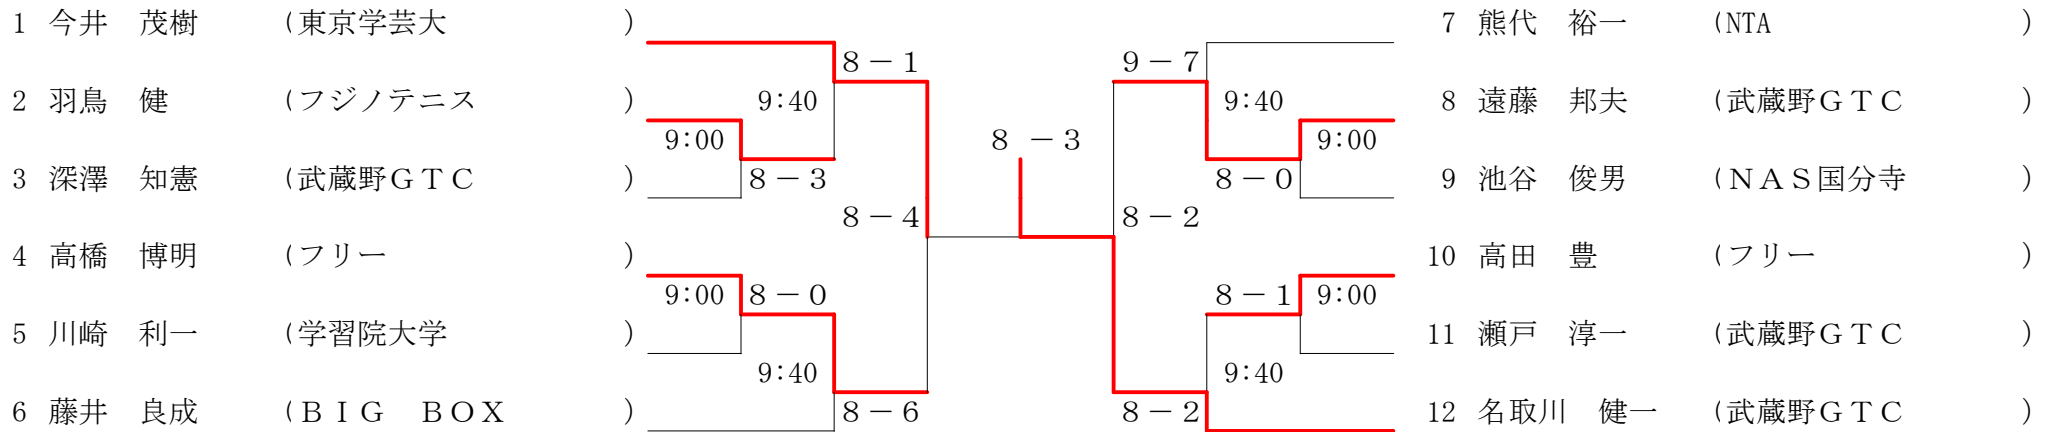 1 今井　茂樹 （東京学芸大 ）
8－1
2 羽鳥　健 （フジノテニス ）
9:40
9:00
3 深澤　知憲 （武蔵野ＧＴＣ ）
8－3
8－4
4 高橋　博明 （フリー ）
9:00 8－0
5 川崎　利一 （学習院大学 ）
9:40
6 藤井　良成 （ＢＩＧ　ＢＯＸ ）
8－6
8 －3
7 熊代　裕一 （NTA ）
9－7
8 遠藤　邦夫 （武蔵野ＧＴＣ ）
9:40
9:00
9 池谷　俊男 （ＮＡＳ国分寺 ）
8－0
8－2
10 高田　豊 （フリー ）
8－1 9:00
11 瀬戸　淳一 （武蔵野ＧＴＣ ）
9:40
12 名取川　健一 （武蔵野ＧＴＣ ）
8－2